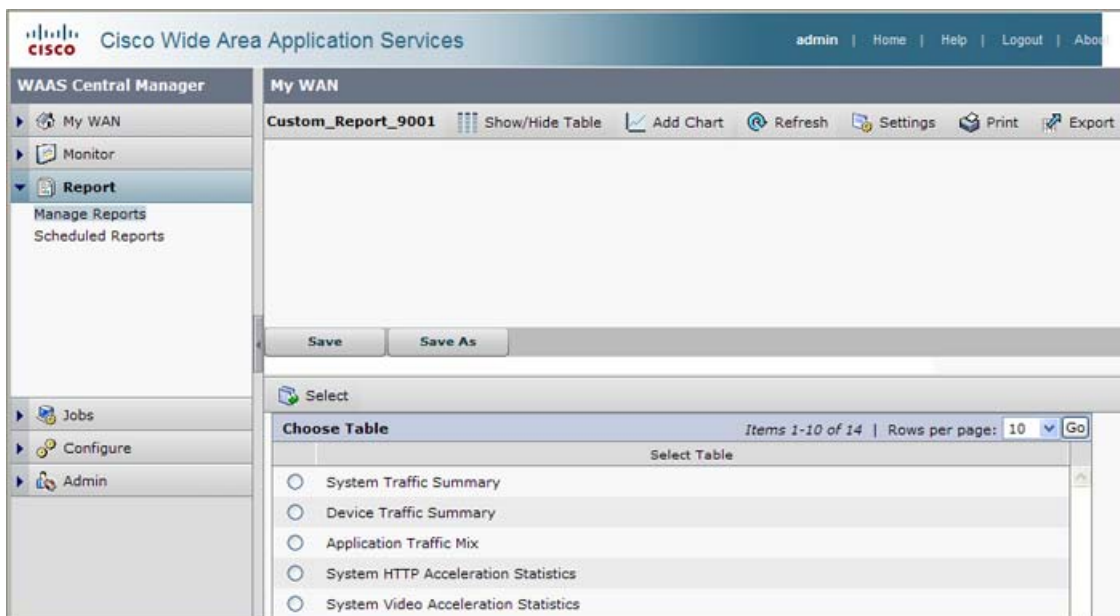 CISCO Cisco Wide Area Application Services admin | Home | Help | Logout |
WAAS Central Manager
My WAN
Monitor
Report
Manage Reports
Scheduled Reports
Jobs
Configure
Admin
My WAN
Custom_Report_9001 Show/Hide Table Add Chart Refresh Settings Print Export
Save Save As
Select
Choose Table Items 1-10 of 14 | Rows per page: 10 Go
Select Table
System Traffic Summary
Device Traffic Summary
Application Traffic Mix
System HTTP Acceleration Statistics
System Video Acceleration Statistics